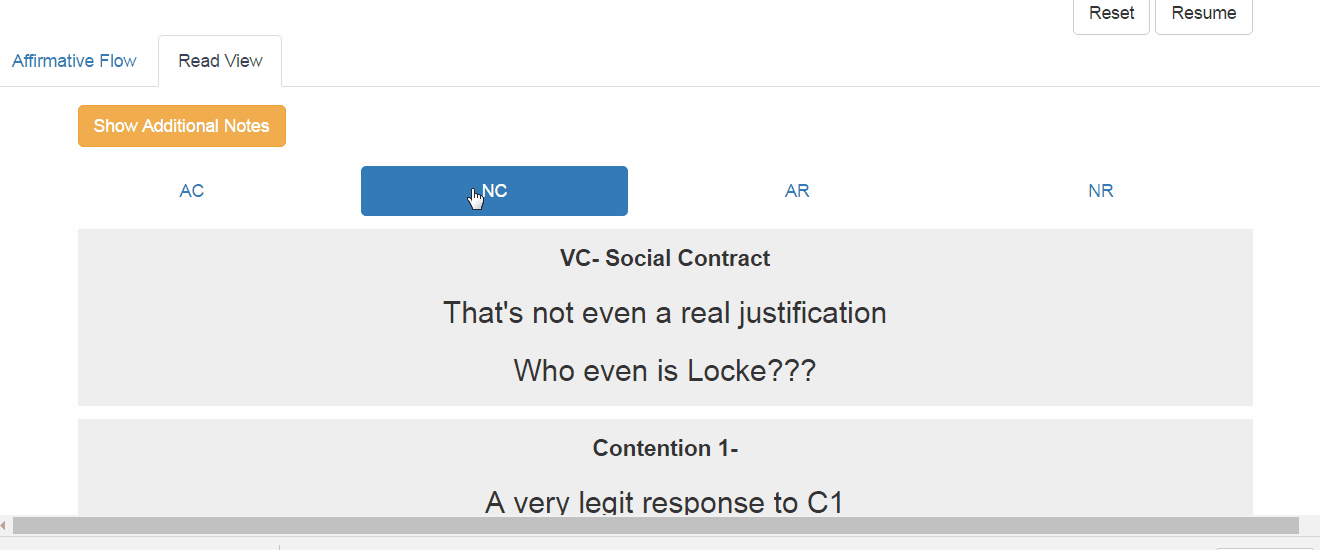 Reset Resume
Affirmative Flow Read View
Show Additional Notes
AC NC AR NR
VC- Social Contract
That's not even a real justification
Who even is Locke???
Contention 1-
A very legit response to C1